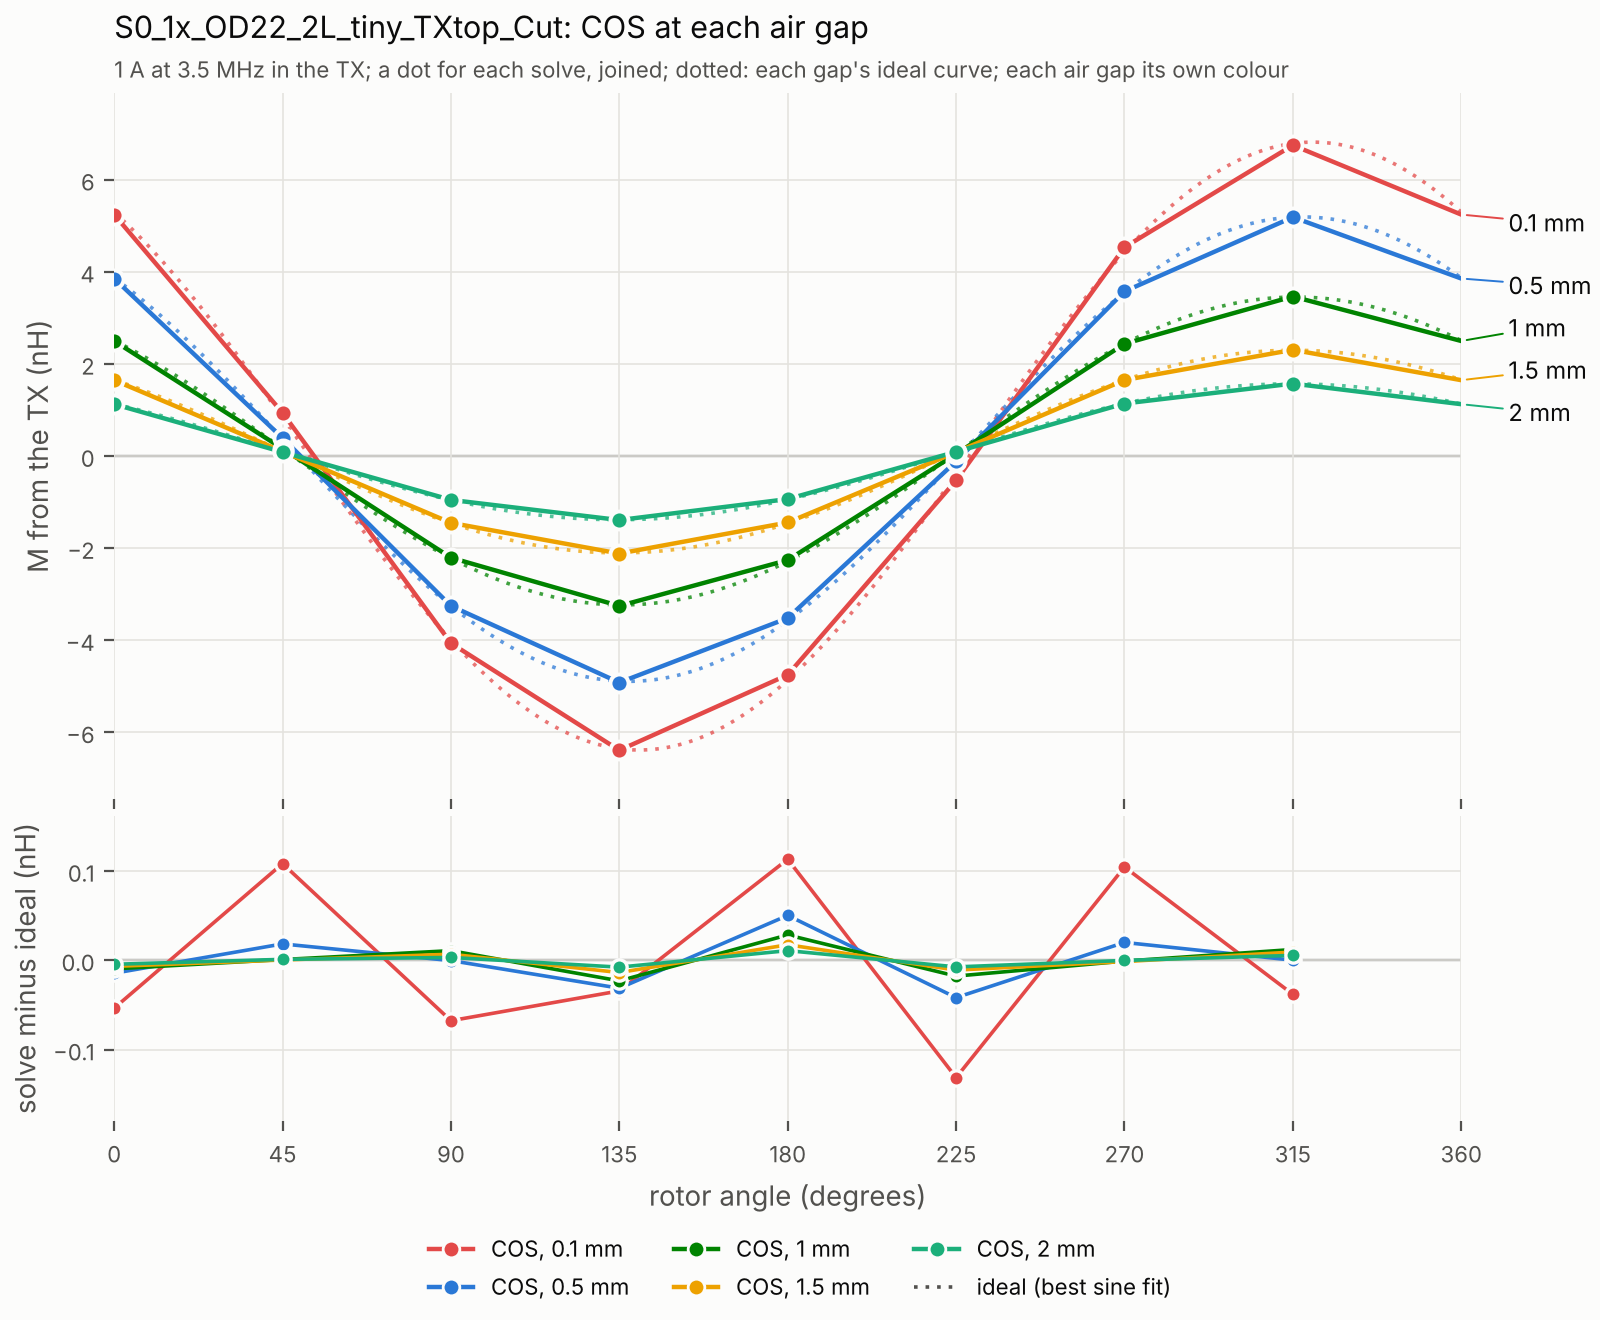 S0_1x_OD22_2L_tiny_TXtop_Cut: COS at each air gap
1 A at 3.5 MHz in the TX; a dot for each solve, joined; dotted: each gap's ideal curve; each air gap its own colour
M from the TX (nH)
6
4
2
0
−2
−4
−6
0.1 mm
0.5 mm
1 mm
1.5 mm
2 mm
solve minus ideal (nH)
0.1
0.0
−0.1
0 45 90 135 180 225 270 315 360
rotor angle (degrees)
COS, 0.1 mm COS, 1 mm COS, 2 mm
COS, 0.5 mm COS, 1.5 mm ideal (best sine fit)